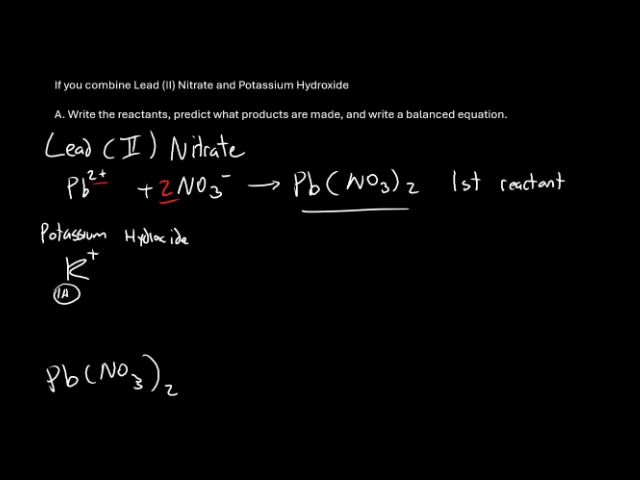 If you combine Lead (II) Nitrate and Potassium Hydroxide
A. Write the reactants, predict what products are made, and write a balanced equation.
Lead (II) Nitrate
Pb²⁺ + 2NO₃⁻ → Pb(NO₃)₂ 1st reactant
Potassium Hydroxide
K⁺
1A
Pb(NO₃)₂